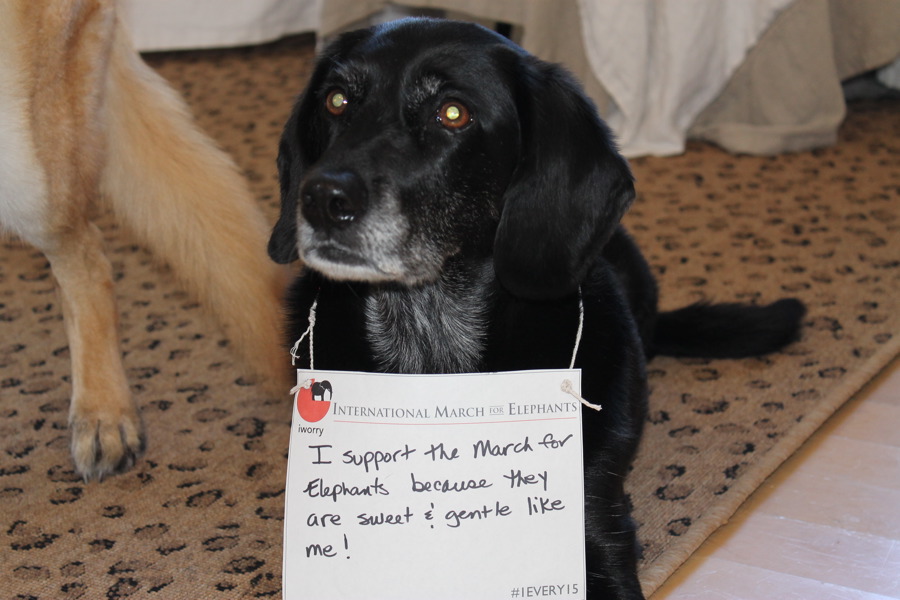 iworry
INTERNATIONAL MARCH FOR ELEPHANTS
I support the March for
Elephants because they
are sweet & gentle like
me!
#1EVERY15